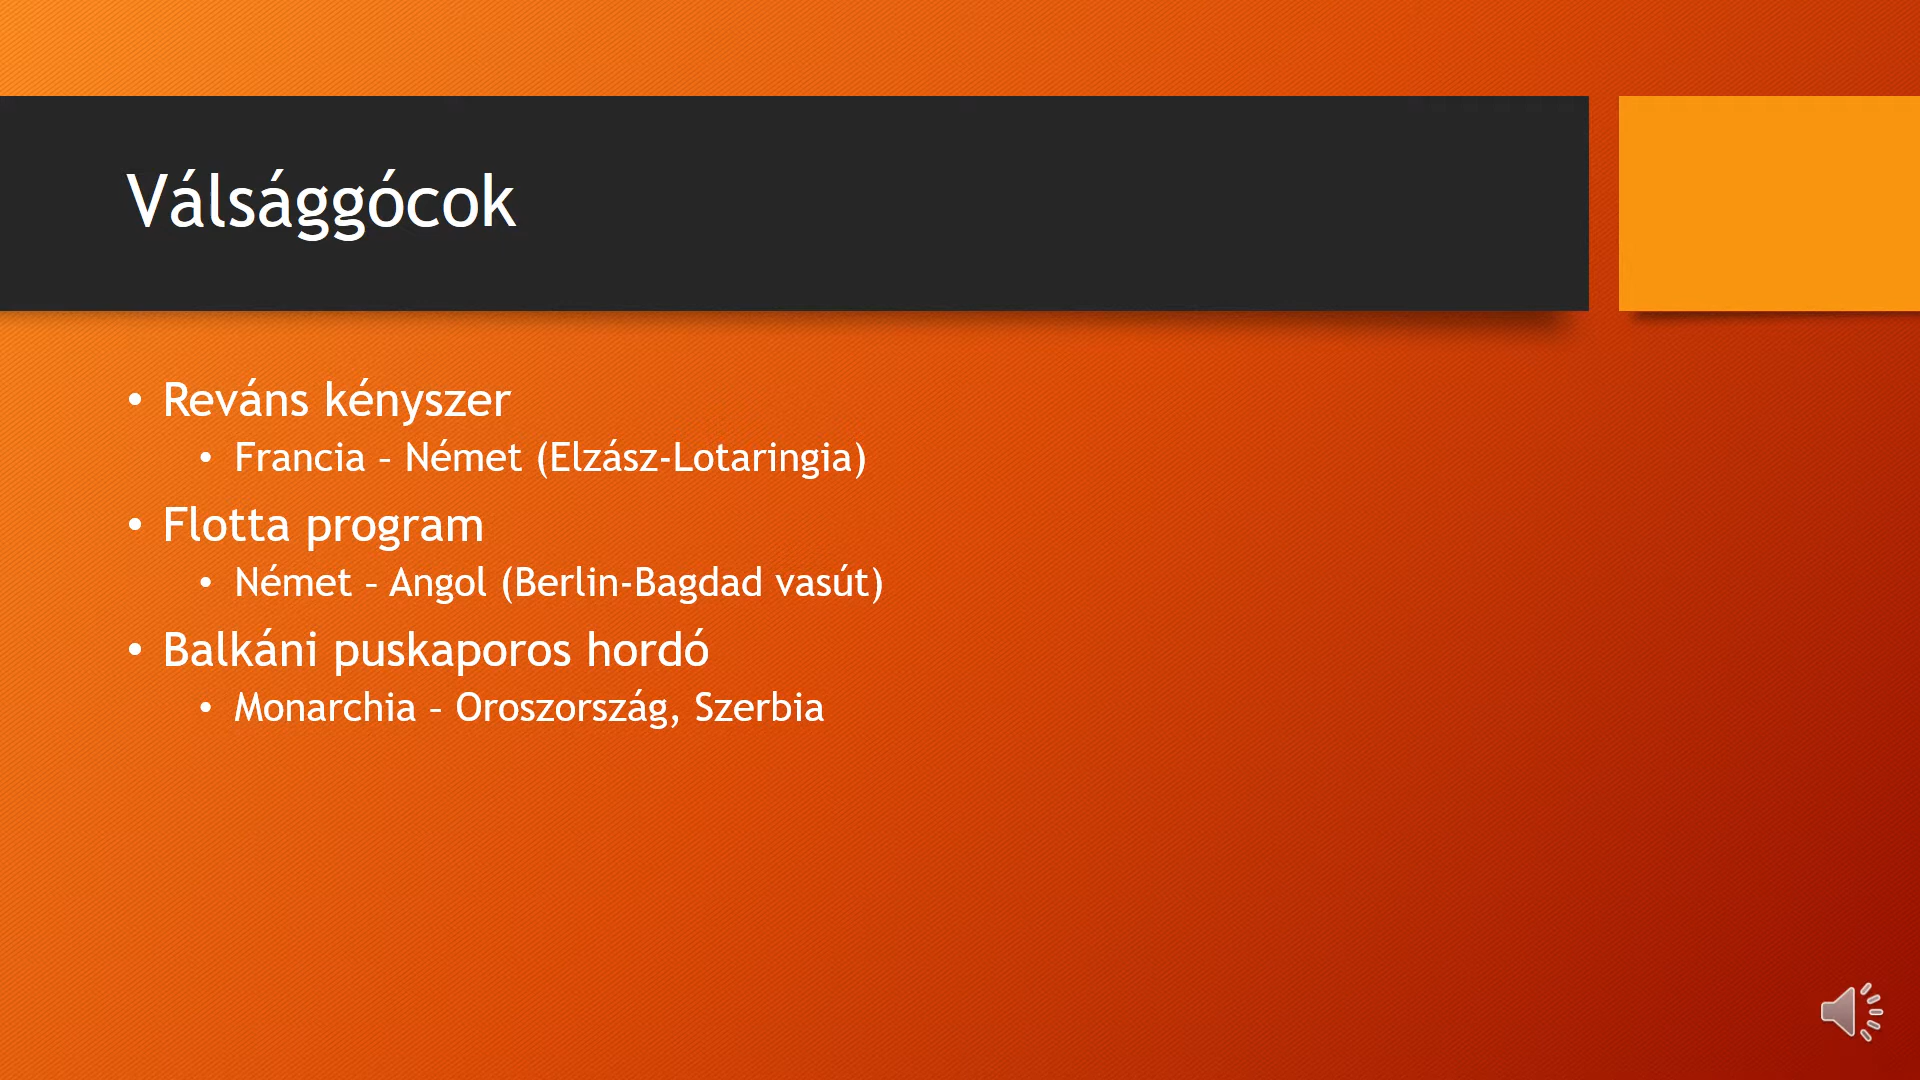 Válsággócok
• Reváns kényszer
• Francia – Német (Elzász-Lotaringia)
• Flotta program
• Német – Angol (Berlin-Bagdad vasút)
• Balkáni puskaporos hordó
• Monarchia – Oroszország, Szerbia